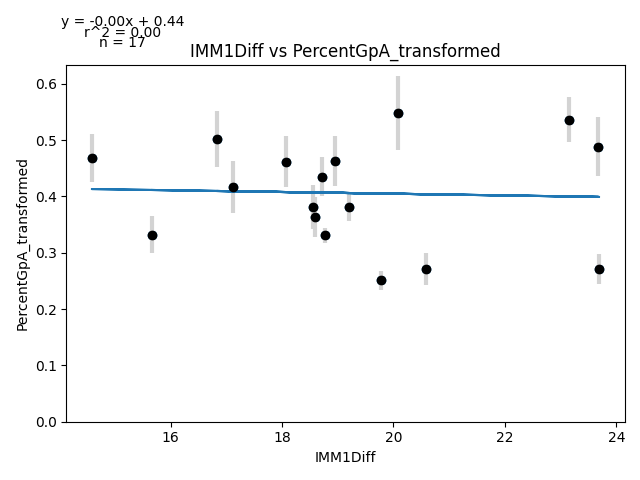 y = -0.00x + 0.44
r^2 = 0.00
n = 17
IMM1Diff vs PercentGpA_transformed
PercentGpA_transformed
0.6
0.5
0.4
0.3
0.2
0.1
0.0
16 18 20 22 24
IMM1Diff